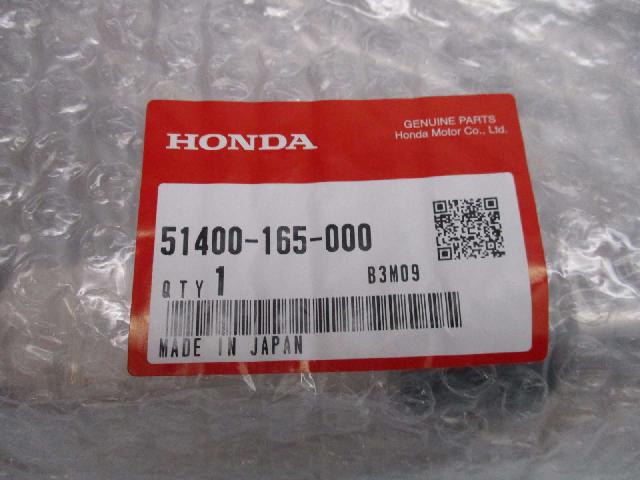 HONDA
GENUINE PARTS
Honda Motor Co., Ltd.
51400-165-000
QTY 1
B3M09
MADE IN JAPAN